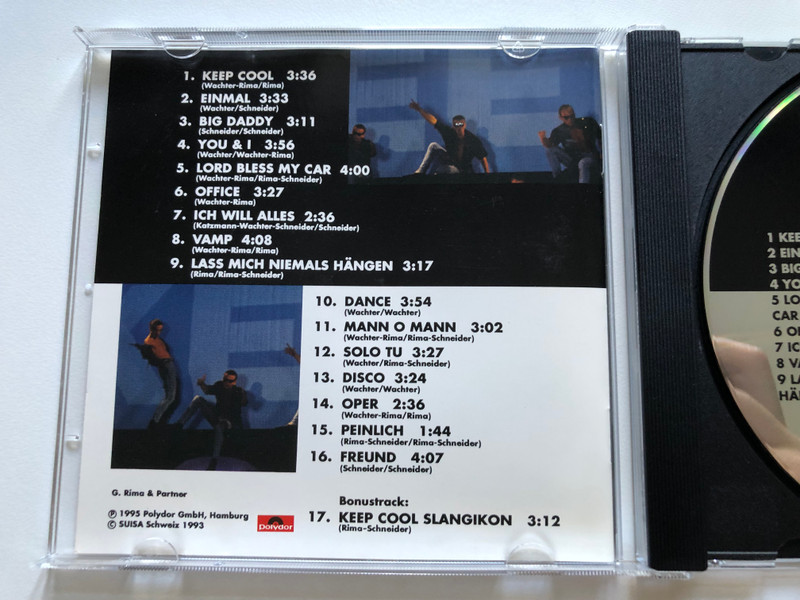 1. KEEP COOL 3:36
(Wachter-Rima/Rima)
2. EINMAL 3:33
(Wachter/Schneider)
3. BIG DADDY 3:11
(Schneider/Schneider)
4. YOU & I 3:56
(Wachter/Wachter-Rima)
5. LORD BLESS MY CAR 4:00
(Wachter-Rima/Rima-Schneider)
6. OFFICE 3:27
(Wachter-Rima)
7. ICH WILL ALLES 2:36
(Katzmann-Wachter-Schneider/Schneider)
8. VAMP 4:08
(Wachter-Rima/Rima)
9. LASS MICH NIEMALS HÄNGEN 3:17
(Rima/Rima-Schneider)
10. DANCE 3:54
(Wachter/Wachter)
11. MANN O MANN 3:02
(Wachter-Rima/Rima-Schneider)
12. SOLO TU 3:27
(Wachter/Rima-Schneider)
13. DISCO 3:24
(Wachter/Wachter)
14. OPER 2:36
(Wachter-Rima/Rima)
15. PEINLICH 1:44
(Rima-Schneider/Rima-Schneider)
16. FREUND 4:07
(Schneider/Schneider)
Bonustrack:
17. KEEP COOL SLANGIKON 3:12
(Rima-Schneider)
G. Rima & Partner
℗ 1995 Polydor GmbH, Hamburg
© SUISA Schweiz 1993
polydor
1 KEE
2 EIN
3 BIG
4 YO
5 LO
CAR
6 OF
7 IC
8 VA
9 LA
HÄ